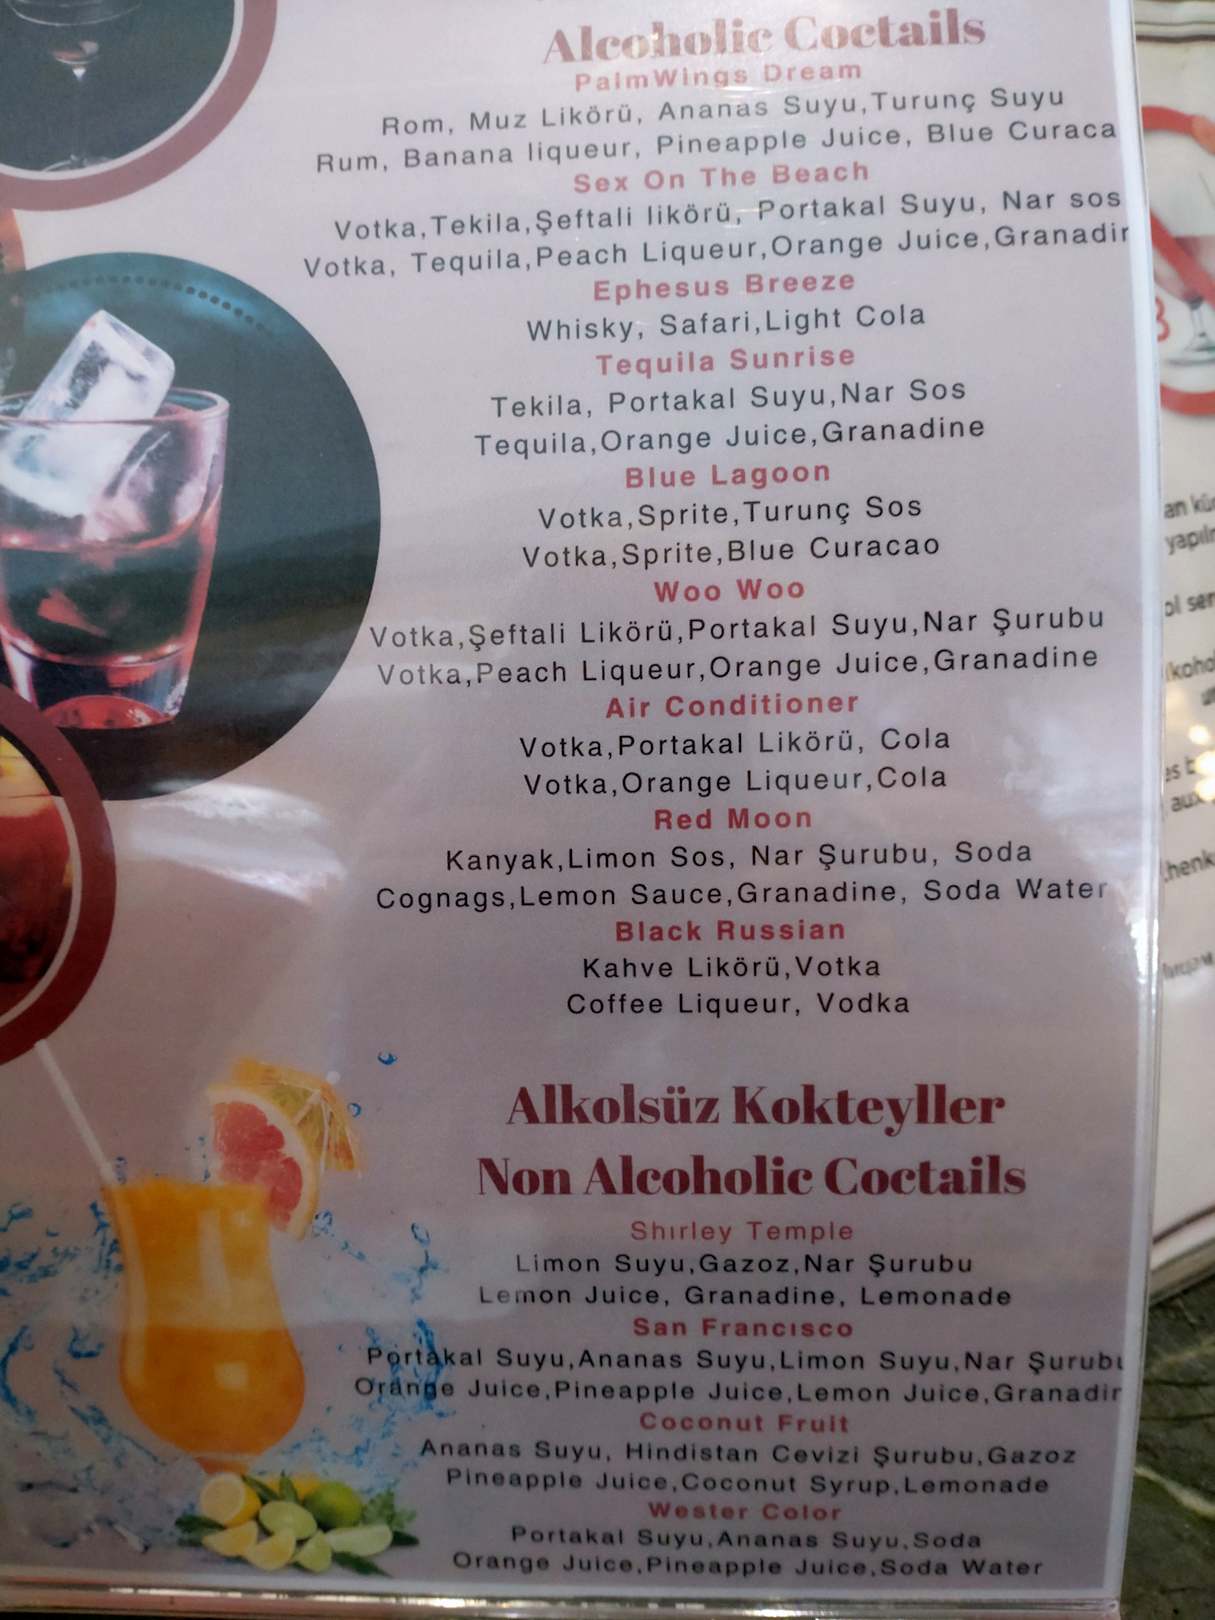 Alcoholic Coctails
PalmWings Dream
Rom, Muz Likörü, Ananas Suyu,Turunç Suyu
Rum, Banana liqueur, Pineapple Juice, Blue Curaca
Sex On The Beach
Votka,Tekila,Şeftali likörü, Portakal Suyu, Nar sos
Votka, Tequila,Peach Liqueur,Orange Juice,Granadir
Ephesus Breeze
Whisky, Safari,Light Cola
Tequila Sunrise
Tekila, Portakal Suyu,Nar Sos
Tequila,Orange Juice,Granadine
Blue Lagoon
Votka,Sprite,Turunç Sos
Votka,Sprite,Blue Curacao
Woo Woo
Votka,Şeftali Likörü,Portakal Suyu,Nar Şurubu
Votka,Peach Liqueur,Orange Juice,Granadine
Air Conditioner
Votka,Portakal Likörü, Cola
Votka,Orange Liqueur,Cola
Red Moon
Kanyak,Limon Sos, Nar Şurubu, Soda
Cognags,Lemon Sauce,Granadine, Soda Water
Black Russian
Kahve Likörü,Votka
Coffee Liqueur, Vodka
Alkolsüz Kokteyller
Non Alcoholic Coctails
Shırley Temple
Limon Suyu,Gazoz,Nar Şurubu
Lemon Juice, Granadine, Lemonade
San Francısco
Portakal Suyu,Ananas Suyu,Limon Suyu,Nar Şurubu
Orange Juice,Pineapple Juice,Lemon Juice,Granadir
Coconut Fruit
Ananas Suyu, Hindistan Cevizi Şurubu,Gazoz
Pineapple Juice,Coconut Syrup,Lemonade
Wester Color
Portakal Suyu,Ananas Suyu,Soda
Orange Juice,Pineapple Juice,Soda Water